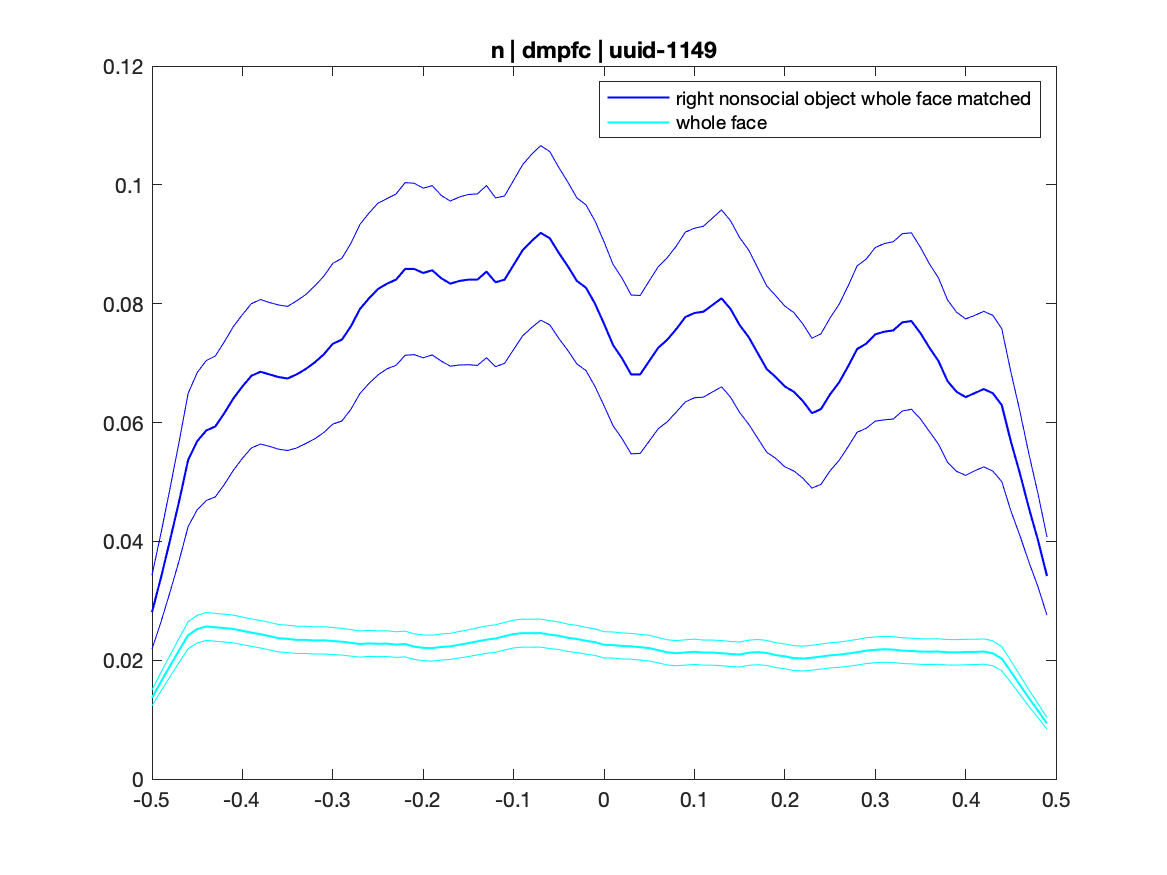 n | dmpfc | uuid-1149
0.12
right nonsocial object whole face matched
whole face
0.1
0.08
0.06
0.04
0.02
0
-0.5 -0.4 -0.3 -0.2 -0.1 0 0.1 0.2 0.3 0.4 0.5